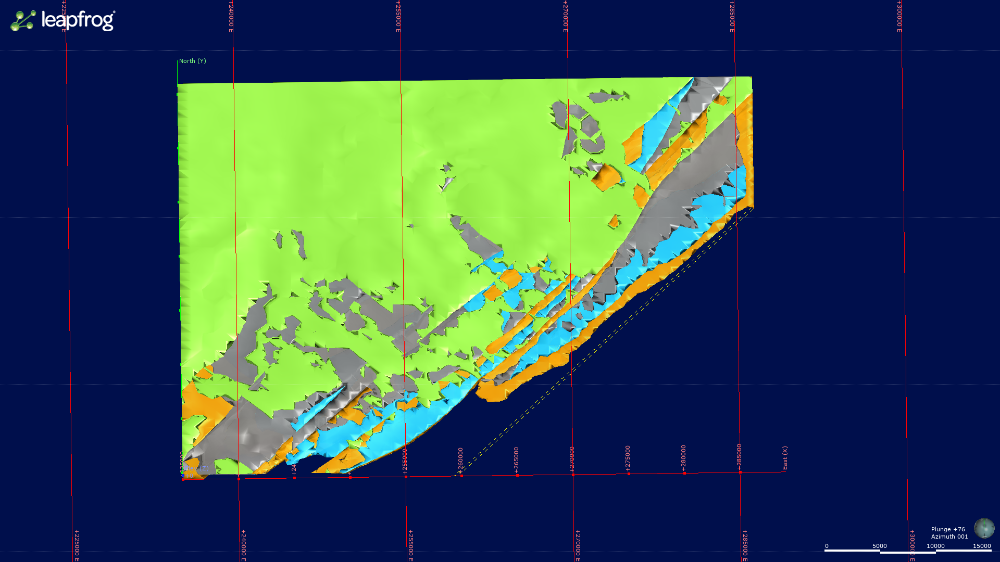 +225000 E
+240000 E
+255000 E
+270000 E
+285000 E
+300000 E
leapfrog
North (Y)
(Z)
+255000
+260000
+265000
+270000
+275000
+280000
+285000
East (X)
Plunge +76
Azimuth 001
0 5000 10000 15000
+225000 E
+240000 E
+255000 E
+270000 E
+285000 E
+300000 E